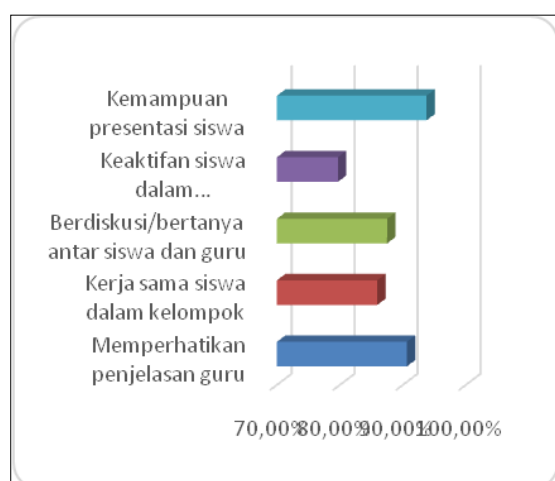 Kemampuan
presentasi siswa
Keaktifan siswa
dalam...
Berdiskusi/bertanya
antar siswa dan guru
Kerja sama siswa
dalam kelompok
Memperhatikan
penjelasan guru
70,00% 80,00% 90,00% 100,00%